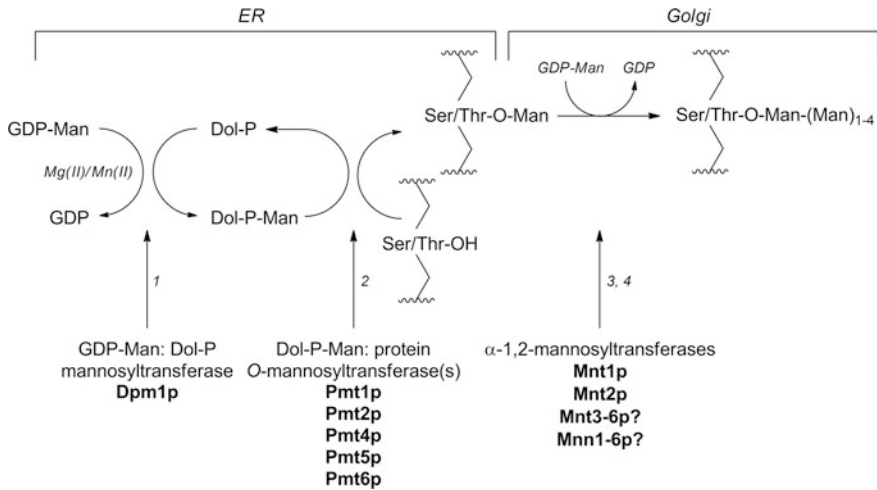 ER
Golgi
GDP-Man
Dol-P
Mg(II)/Mn(II)
GDP
Dol-P-Man
Ser/Thr-O-Man
Ser/Thr-OH
GDP-Man
GDP
Ser/Thr-O-Man-(Man)1-4
1
2
3, 4
GDP-Man: Dol-P
mannosyltransferase
Dpm1p
Dol-P-Man: protein
O-mannosyltransferase(s)
Pmt1p
Pmt2p
Pmt4p
Pmt5p
Pmt6p
α-1,2-mannosyltransferases
Mnt1p
Mnt2p
Mnt3-6p?
Mnn1-6p?